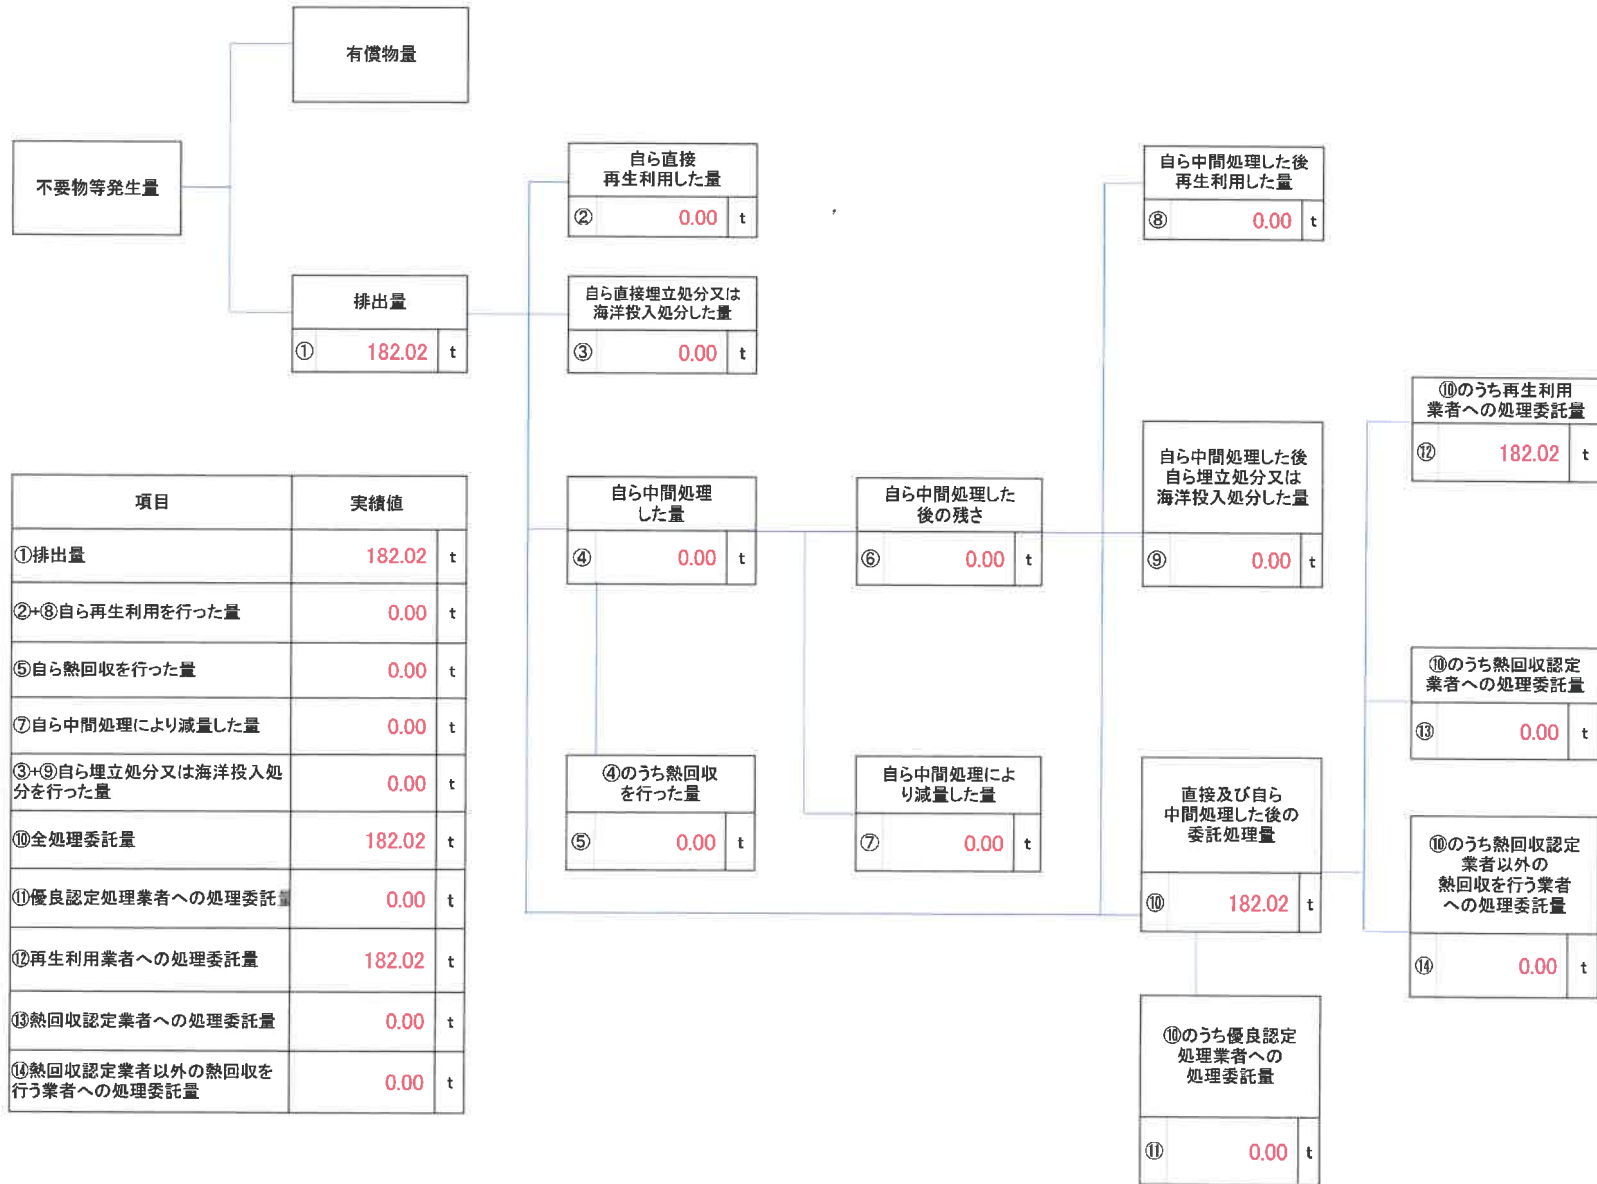 有償物量
不要物等発生量
排出量
① 182.02 t
自ら直接
再生利用した量
② 0.00 t
自ら直接埋立処分又は
海洋投入処分した量
③ 0.00 t
自ら中間処理
した量
④ 0.00 t
④のうち熱回収
を行った量
⑤ 0.00 t
自ら中間処理した
後の残さ
⑥ 0.00 t
自ら中間処理によ
り減量した量
⑦ 0.00 t
自ら中間処理した後
再生利用した量
⑧ 0.00 t
自ら中間処理した後
自ら埋立処分又は
海洋投入処分した量
⑨ 0.00 t
直接及び自ら
中間処理した後の
委託処理量
⑩ 182.02 t
⑩のうち優良認定
処理業者への
処理委託量
⑪ 0.00 t
⑩のうち再生利用
業者への処理委託量
⑫ 182.02 t
⑩のうち熱回収認定
業者への処理委託量
⑬ 0.00 t
⑩のうち熱回収認定
業者以外の
熱回収を行う業者
への処理委託量
⑭ 0.00 t
項目 実績値
①排出量 182.02 t
②+⑧自ら再生利用を行った量 0.00 t
⑤自ら熱回収を行った量 0.00 t
⑦自ら中間処理により減量した量 0.00 t
③+⑨自ら埋立処分又は海洋投入処
分を行った量 0.00 t
⑩全処理委託量 182.02 t
⑪優良認定処理業者への処理委託量 0.00 t
⑫再生利用業者への処理委託量 182.02 t
⑬熱回収認定業者への処理委託量 0.00 t
⑭熱回収認定業者以外の熱回収を
行う業者への処理委託量 0.00 t